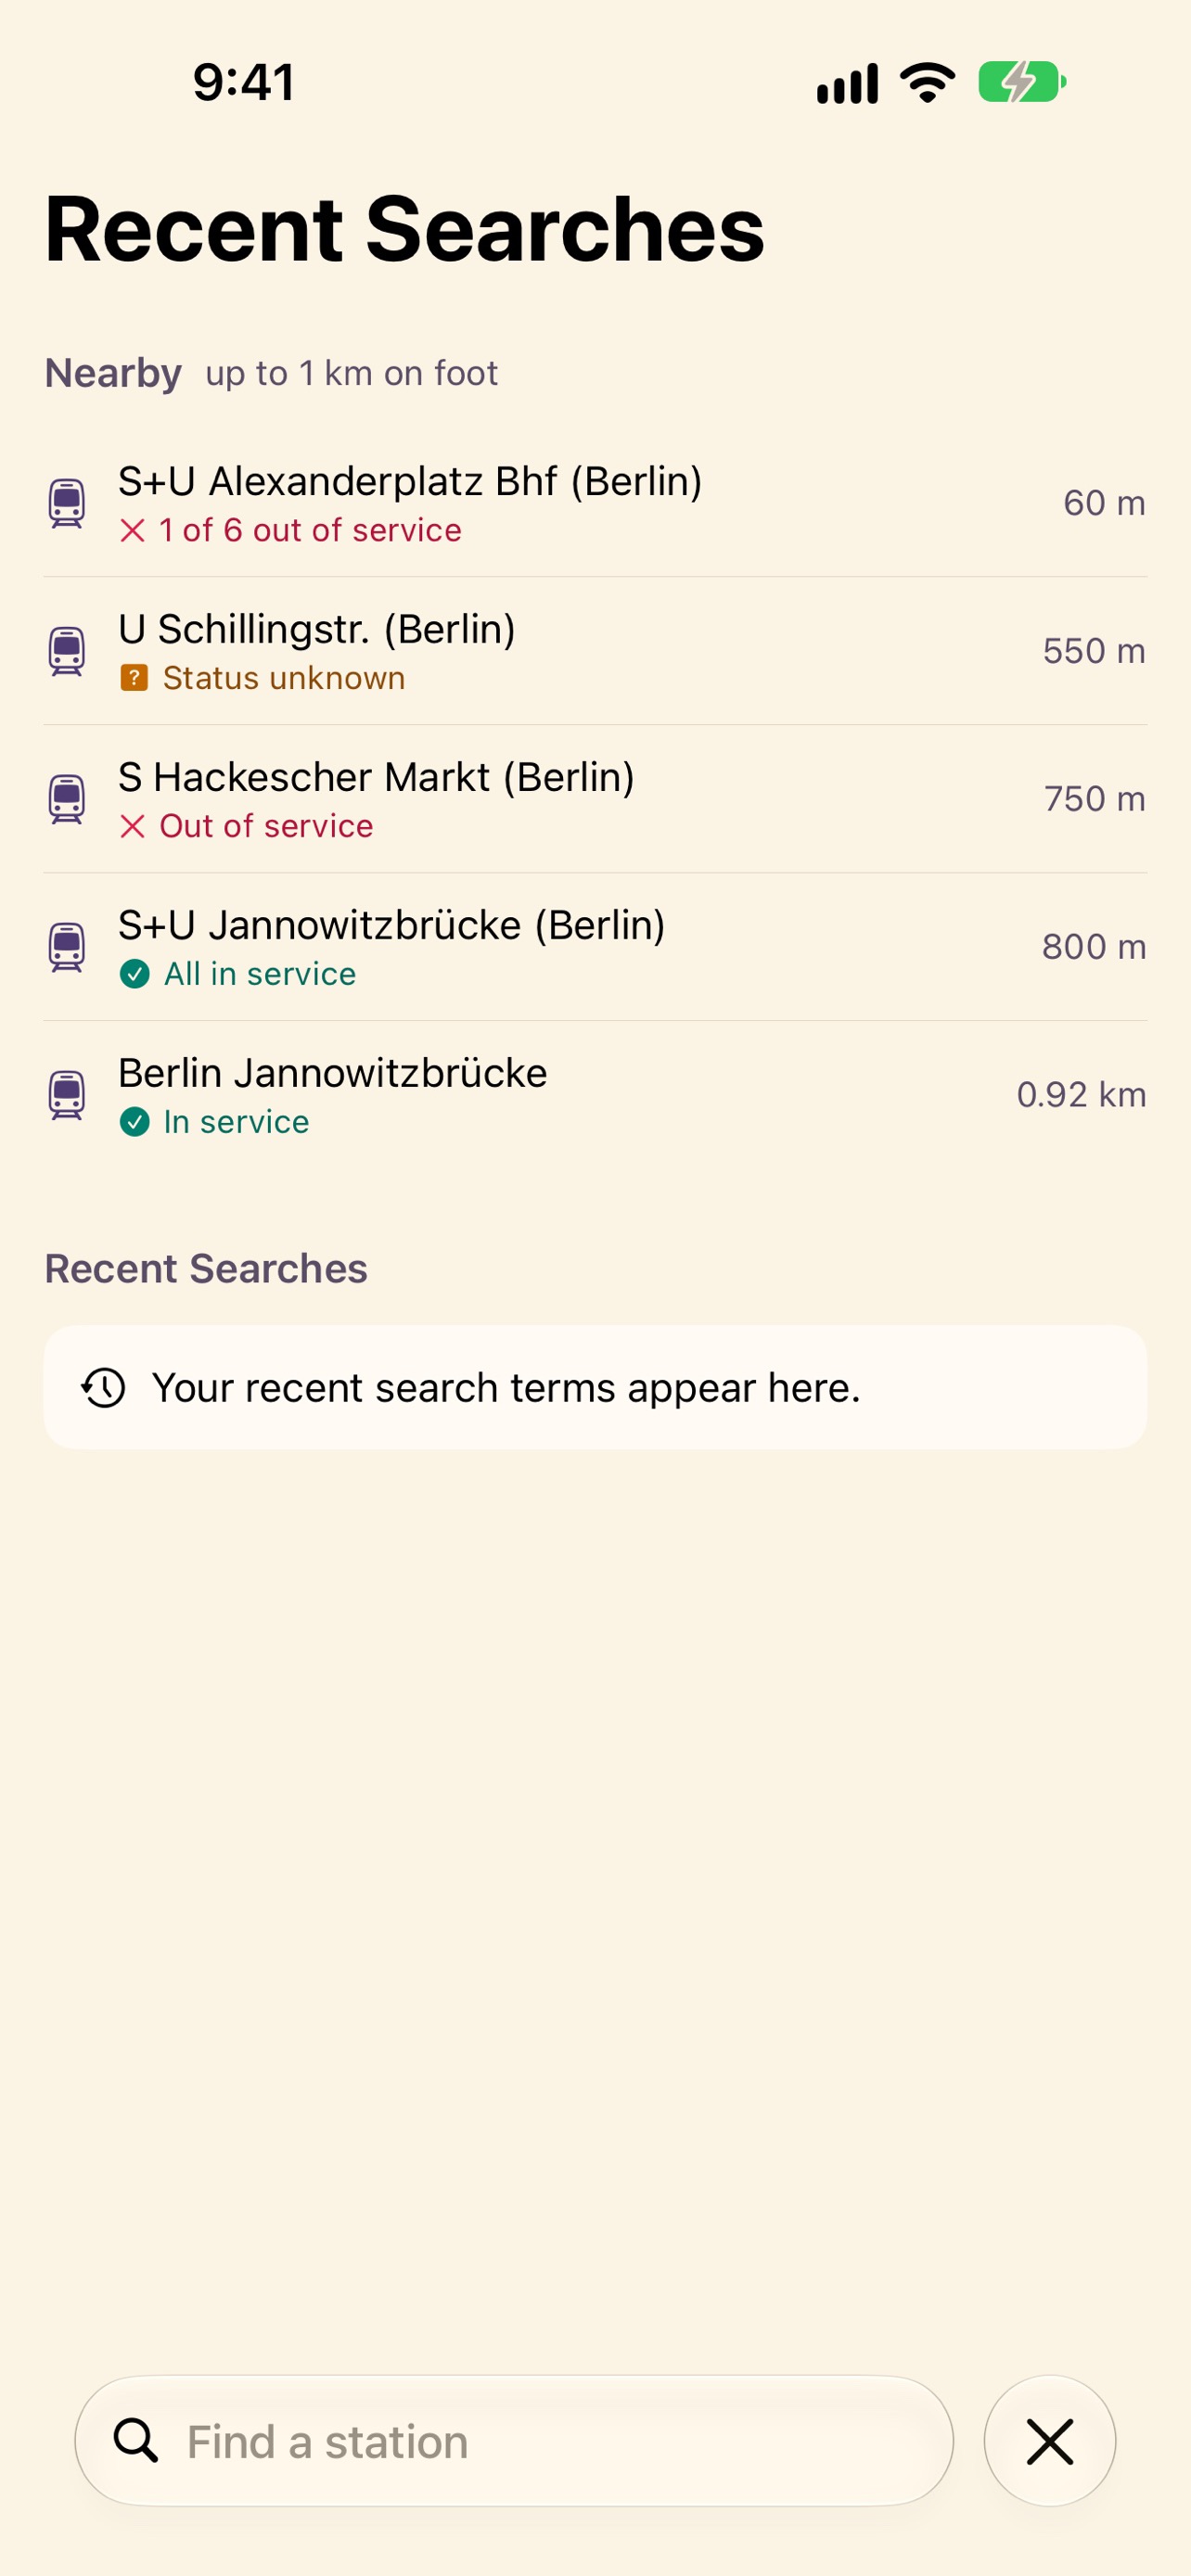 9:41
Recent Searches
Nearby up to 1 km on foot
S+U Alexanderplatz Bhf (Berlin)
1 of 6 out of service
60 m
U Schillingstr. (Berlin)
? Status unknown
550 m
S Hackescher Markt (Berlin)
Out of service
750 m
S+U Jannowitzbrücke (Berlin)
All in service
800 m
Berlin Jannowitzbrücke
In service
0.92 km
Recent Searches
Your recent search terms appear here.
Find a station